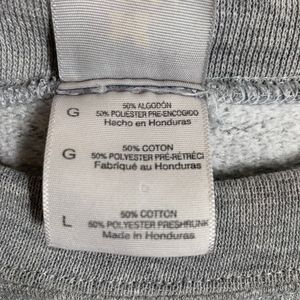 G
50% ALGODÓN
50% POLIESTER PRE-ENCOGIDO
Hecho en Honduras
G
50% COTON
50% POLYESTER PRÉ-RÉTRÉCI
Fabriqué au Honduras
L
50% COTTON
50% POLYESTER PRESHRUNK
Made in Honduras